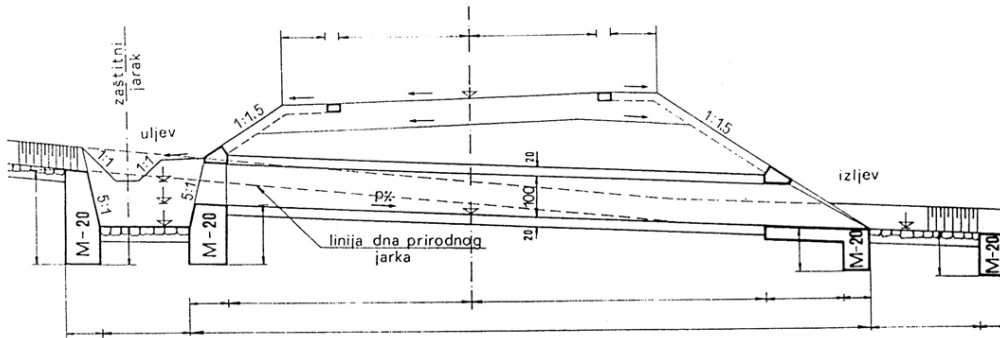 zaštitni
jarak
uljev
1:1.5
1:1.5
1:1
1:1
5:1
5:1
20
100
20
p%
izljev
linija dna prirodnog
jarka
M-20
M-20
M-20
M-20